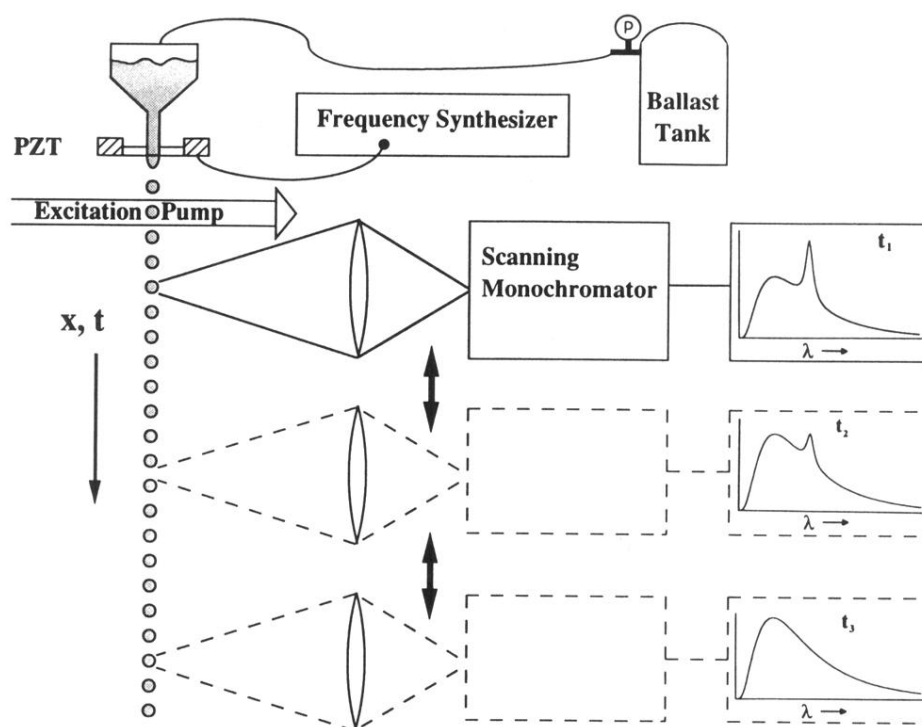 P
Ballast
Tank
Frequency Synthesizer
PZT
Excitation Pump
Scanning
Monochromator
t₁
λ
x, t
t₂
λ
t₃
λ